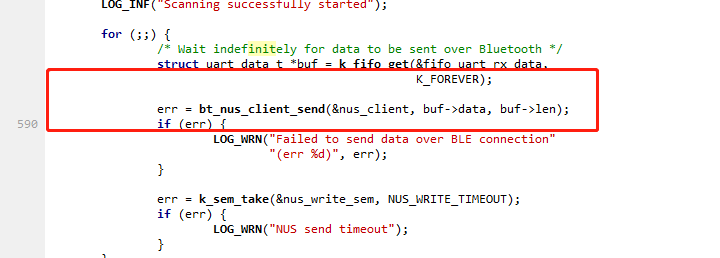 LOG_INF("Scanning successfully started");
for (;;) {
/* Wait indefinitely for data to be sent over Bluetooth */
struct uart_data_t *buf = k_fifo_get(&fifo_uart_rx_data,
K_FOREVER);
err = bt_nus_client_send(&nus_client, buf->data, buf->len);
590 if (err) {
LOG_WRN("Failed to send data over BLE connection"
"(err %d)", err);
}
err = k_sem_take(&nus_write_sem, NUS_WRITE_TIMEOUT);
if (err) {
LOG_WRN("NUS send timeout");
}
}